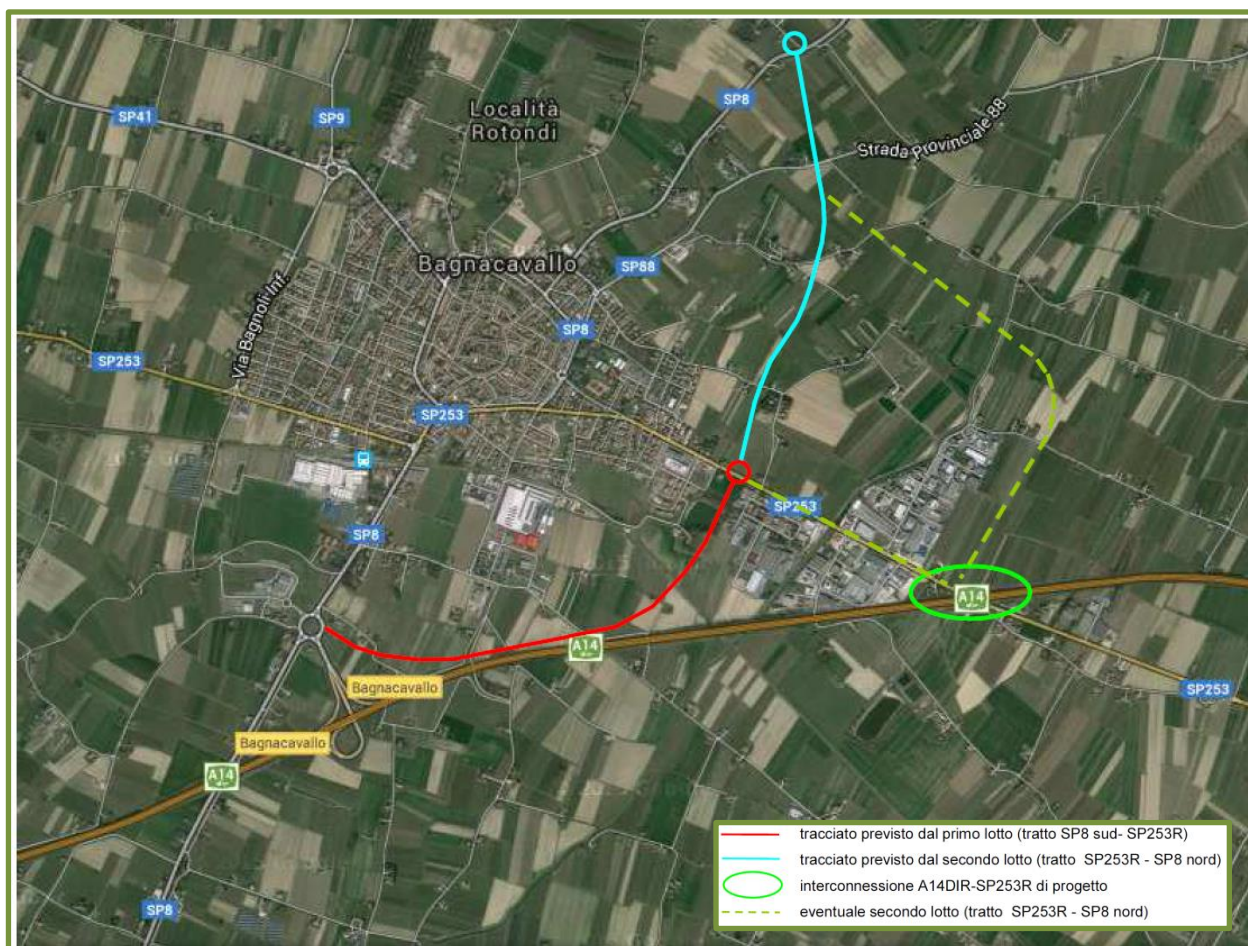 SP8
SP41
SP9
Località
Rotondi
Strada Provinciale 88
Bagnacavallo
SP88
SP8
Via Bagnoli Inf.
SP253
SP253
SP253
SP8
A14
A14
Bagnacavallo
SP253
Bagnacavallo
A14
SP8
tracciato previsto dal primo lotto (tratto SP8 sud- SP253R)
tracciato previsto dal secondo lotto (tratto SP253R - SP8 nord)
interconnessione A14DIR-SP253R di progetto
eventuale secondo lotto (tratto SP253R - SP8 nord)